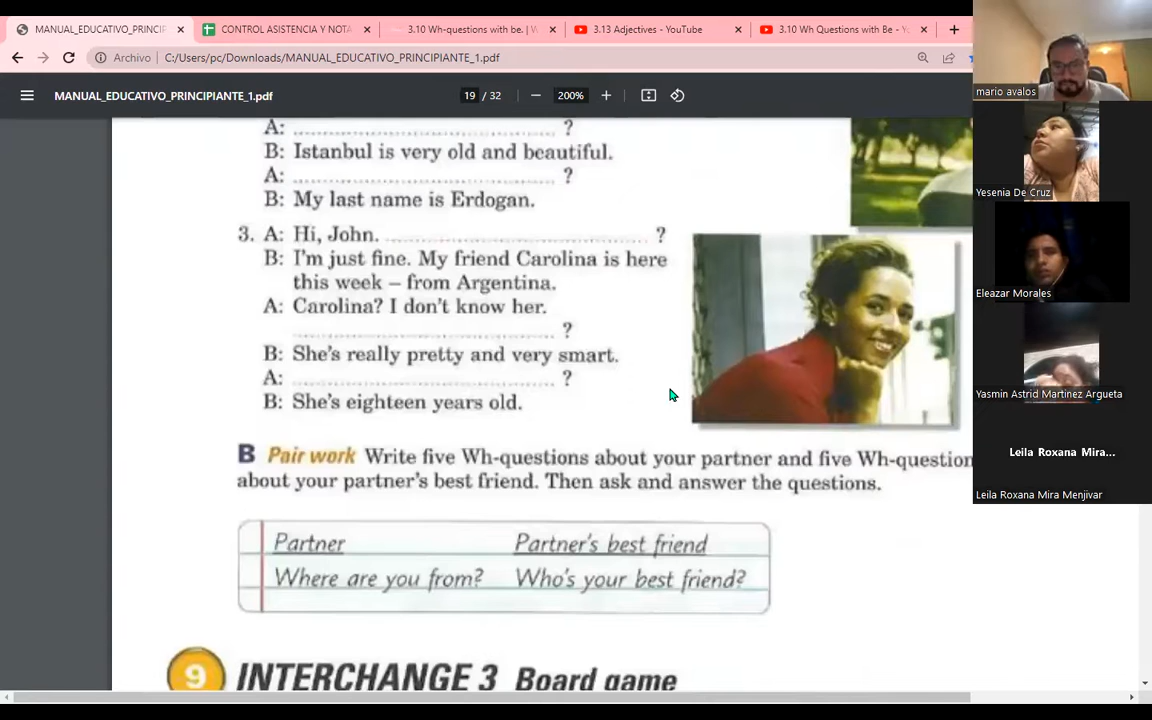 MANUAL_EDUCATIVO_PRINCIP
CONTROL ASISTENCIA Y NOTA
3.10 Wh-questions with be. |
3.13 Adjectives - YouTube
3.10 Wh Questions with Be -
Archivo
C:/Users/pc/Downloads/MANUAL_EDUCATIVO_PRINCIPIANTE_1.pdf
MANUAL_EDUCATIVO_PRINCIPIANTE_1.pdf
19 / 32
200%
A: ........................................ ?
B: Istanbul is very old and beautiful.
A: ........................................ ?
B: My last name is Erdogan.
3. A: Hi, John. ........................................ ?
B: I'm just fine. My friend Carolina is here
this week – from Argentina.
A: Carolina? I don't know her.
........................................ ?
B: She's really pretty and very smart.
A: ........................................ ?
B: She's eighteen years old.
B Pair work Write five Wh-questions about your partner and five Wh-question
about your partner's best friend. Then ask and answer the questions.
Partner Partner's best friend
Where are you from? Who's your best friend?
9 INTERCHANGE 3 Board game
mario avalos
Yesenia De Cruz
Eleazar Morales
Yasmin Astrid Martinez Argueta
Leila Roxana Mira...
Leila Roxana Mira Menjivar